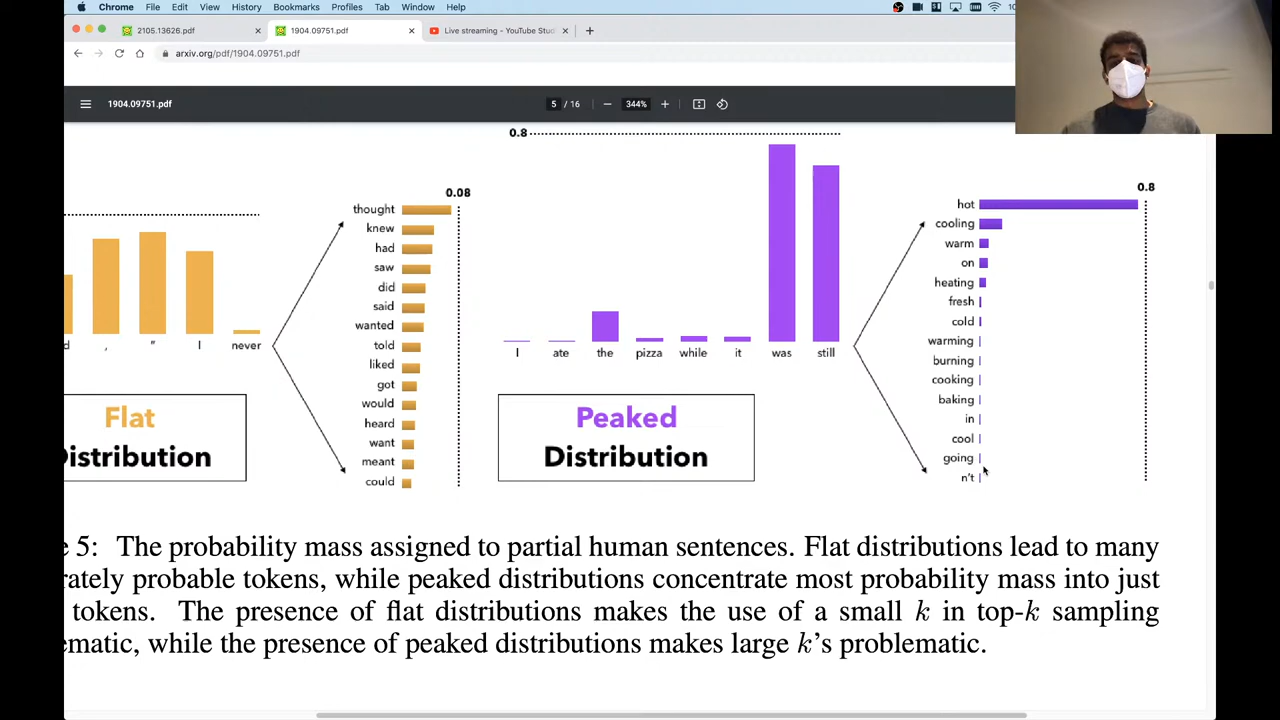 Chrome File Edit View History Bookmarks Profiles Tab Window Help
2105.13626.pdf 1904.09751.pdf Live streaming - YouTube Stud
arxiv.org/pdf/1904.09751.pdf
1904.09751.pdf 5 / 16 344%
0.8
0.08
thought
knew
had
saw
did
said
wanted
told
liked
got
would
heard
want
meant
could
d , " I never
Flat
Distribution
I ate the pizza while it was still
Peaked
Distribution
0.8
hot
cooling
warm
on
heating
fresh
cold
warming
burning
cooking
baking
in
cool
going
n't
e 5: The probability mass assigned to partial human sentences. Flat distributions lead to many
rately probable tokens, while peaked distributions concentrate most probability mass into just
tokens. The presence of flat distributions makes the use of a small k in top-k sampling
ematic, while the presence of peaked distributions makes large k's problematic.